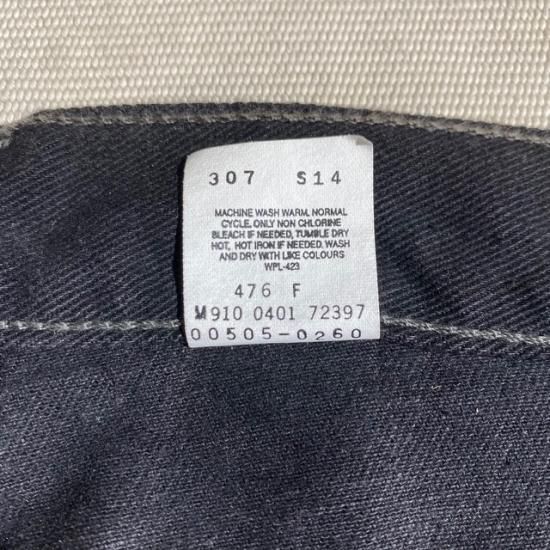 307 S14
MACHINE WASH WARM, NORMAL
CYCLE, ONLY NON CHLORINE
BLEACH IF NEEDED, TUMBLE DRY
HOT, HOT IRON IF NEEDED. WASH
AND DRY WITH LIKE COLOURS
WPL-423
476 F
M910 0401 72397
00505-0260